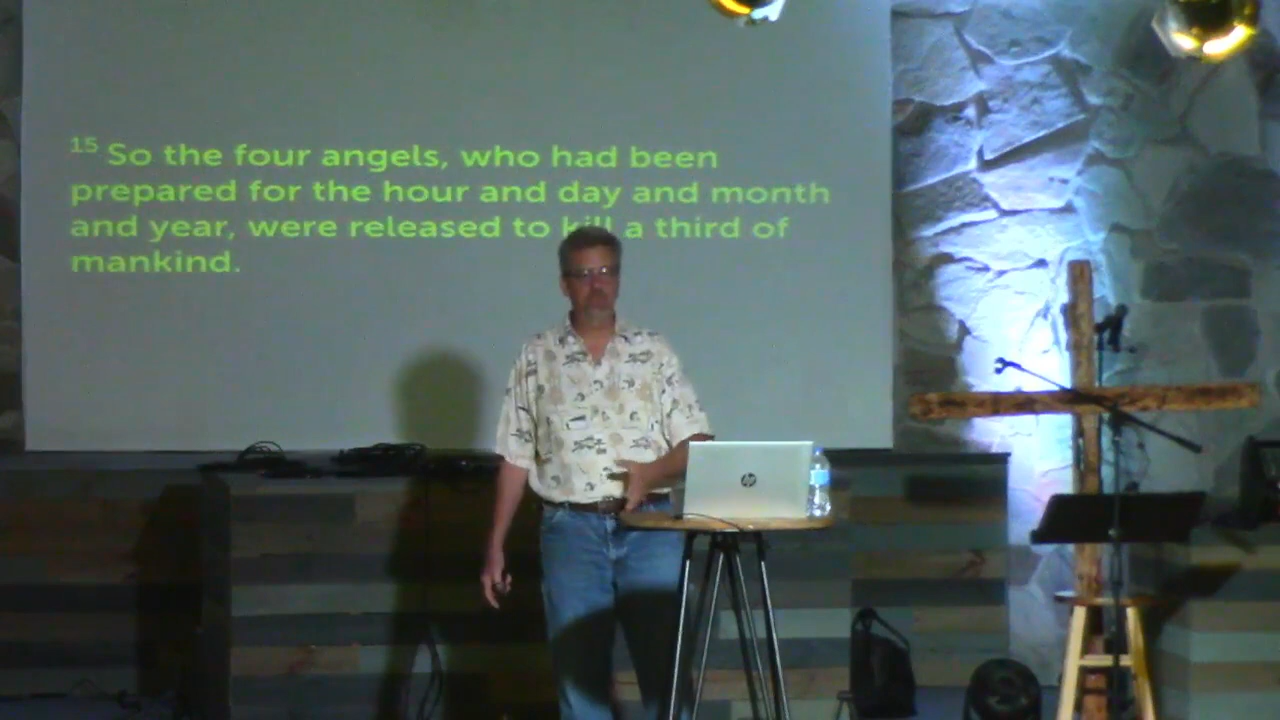 15 So the four angels, who had been
prepared for the hour and day and month
and year, were released to kill a third of
mankind.
hp